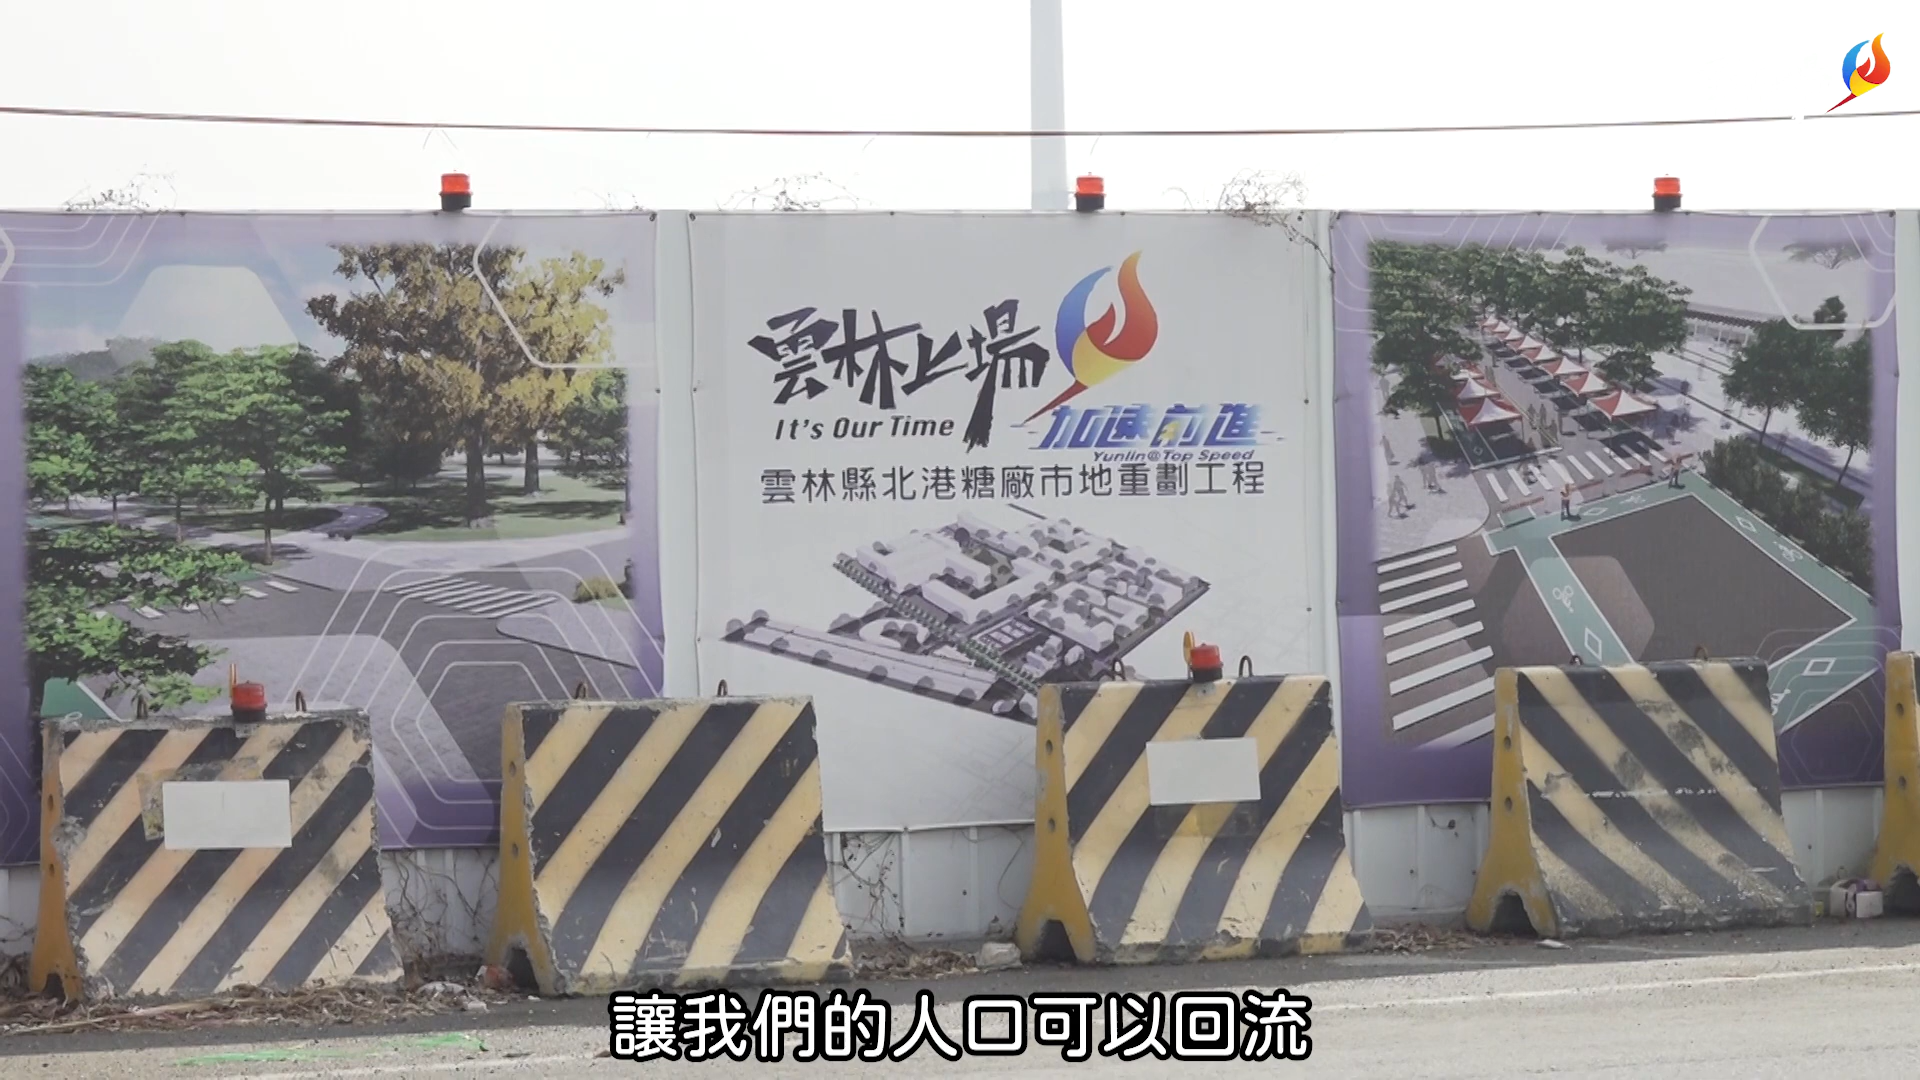 雲林上場
It's Our Time
加速前進
Yunlin@Top Speed
雲林縣北港糖廠市地重劃工程
讓我們的人口可以回流